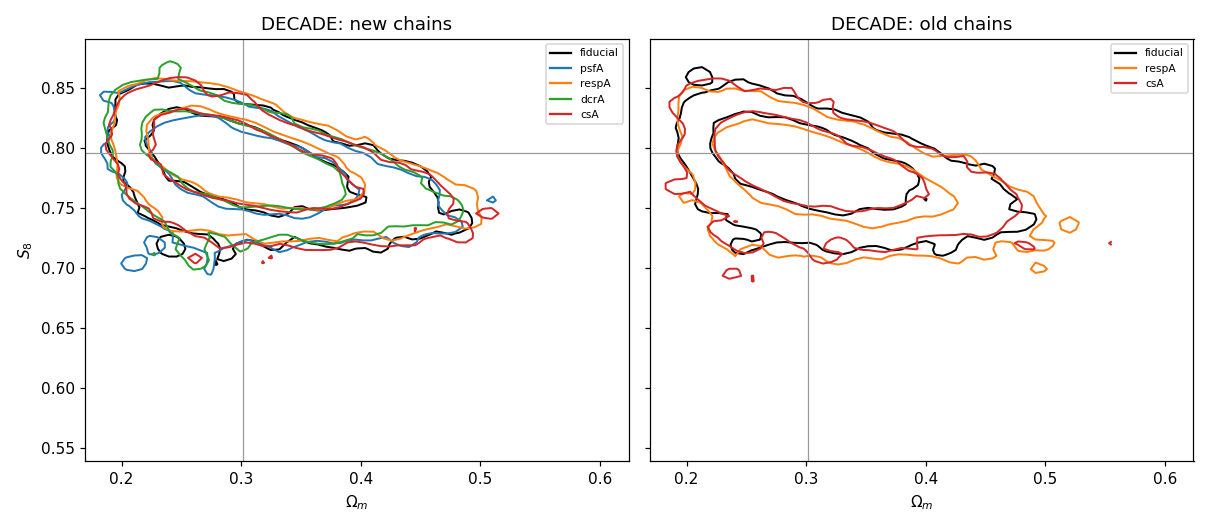 DECADE: new chains
fiducial
psfA
respA
dcrA
csA
0.85
0.80
0.75
0.70
0.65
0.60
0.55
S8
0.2
0.3
0.4
0.5
0.6
Ωm
DECADE: old chains
fiducial
respA
csA
0.2
0.3
0.4
0.5
0.6
Ωm